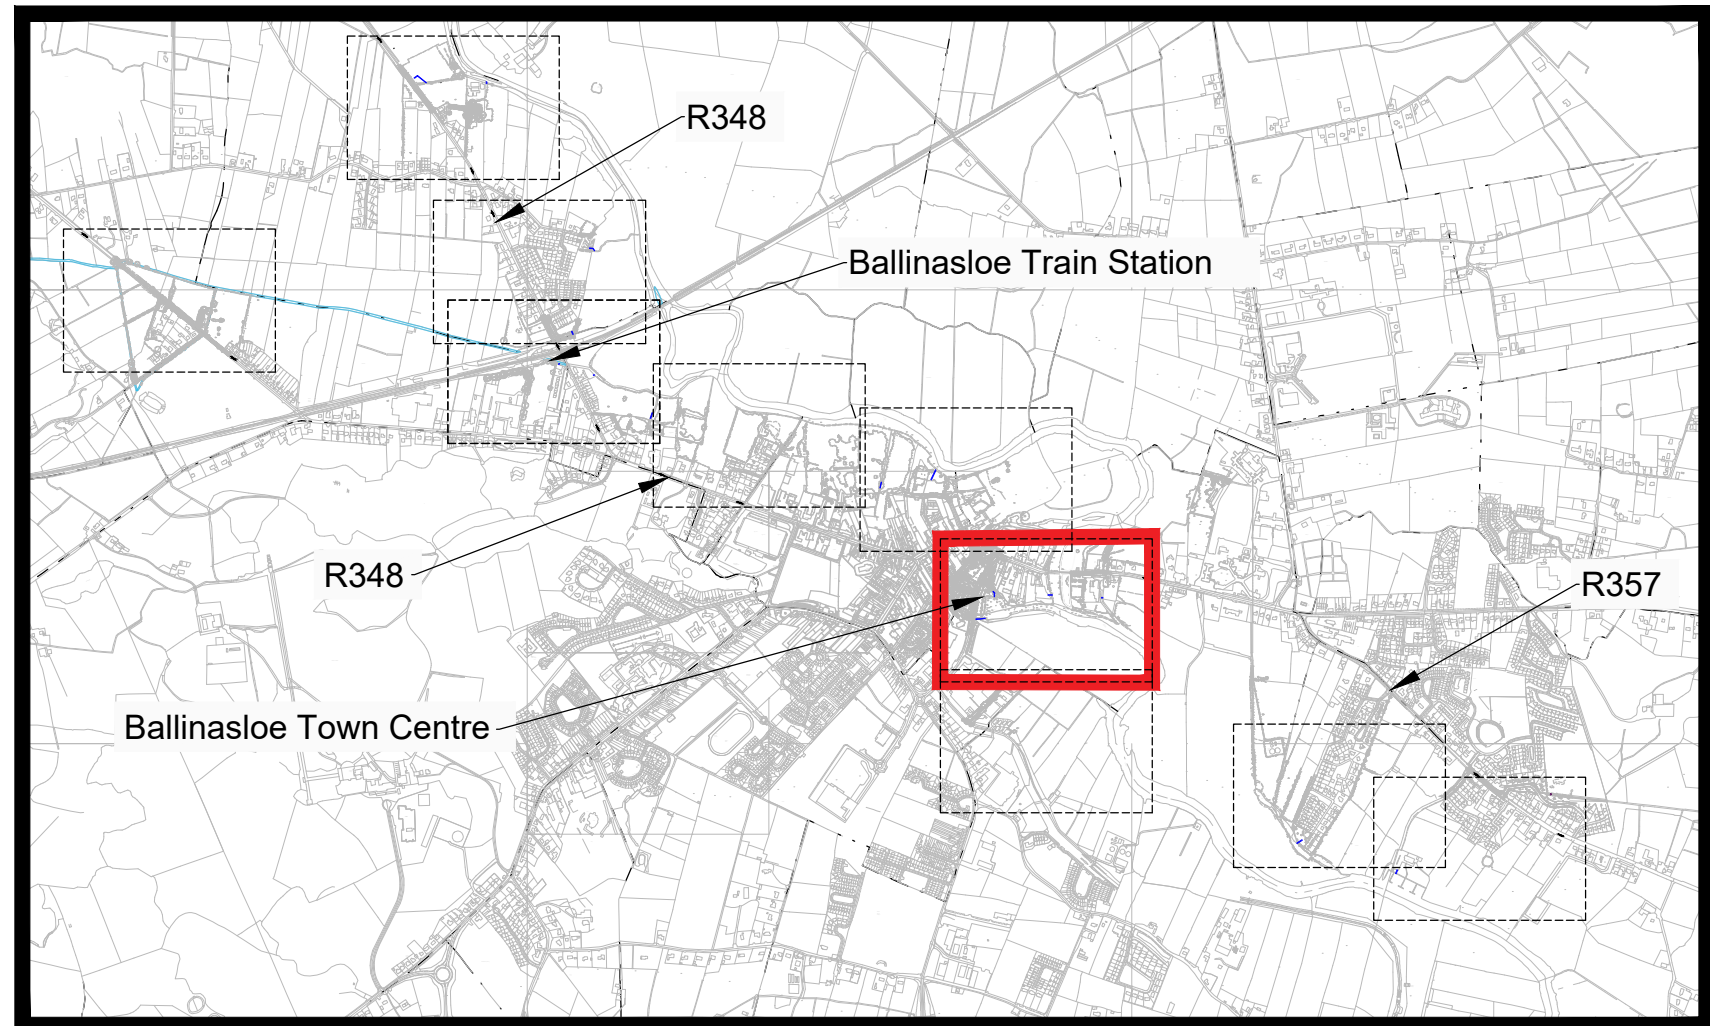 R348
Ballinasloe Train Station
R348
R357
Ballinasloe Town Centre